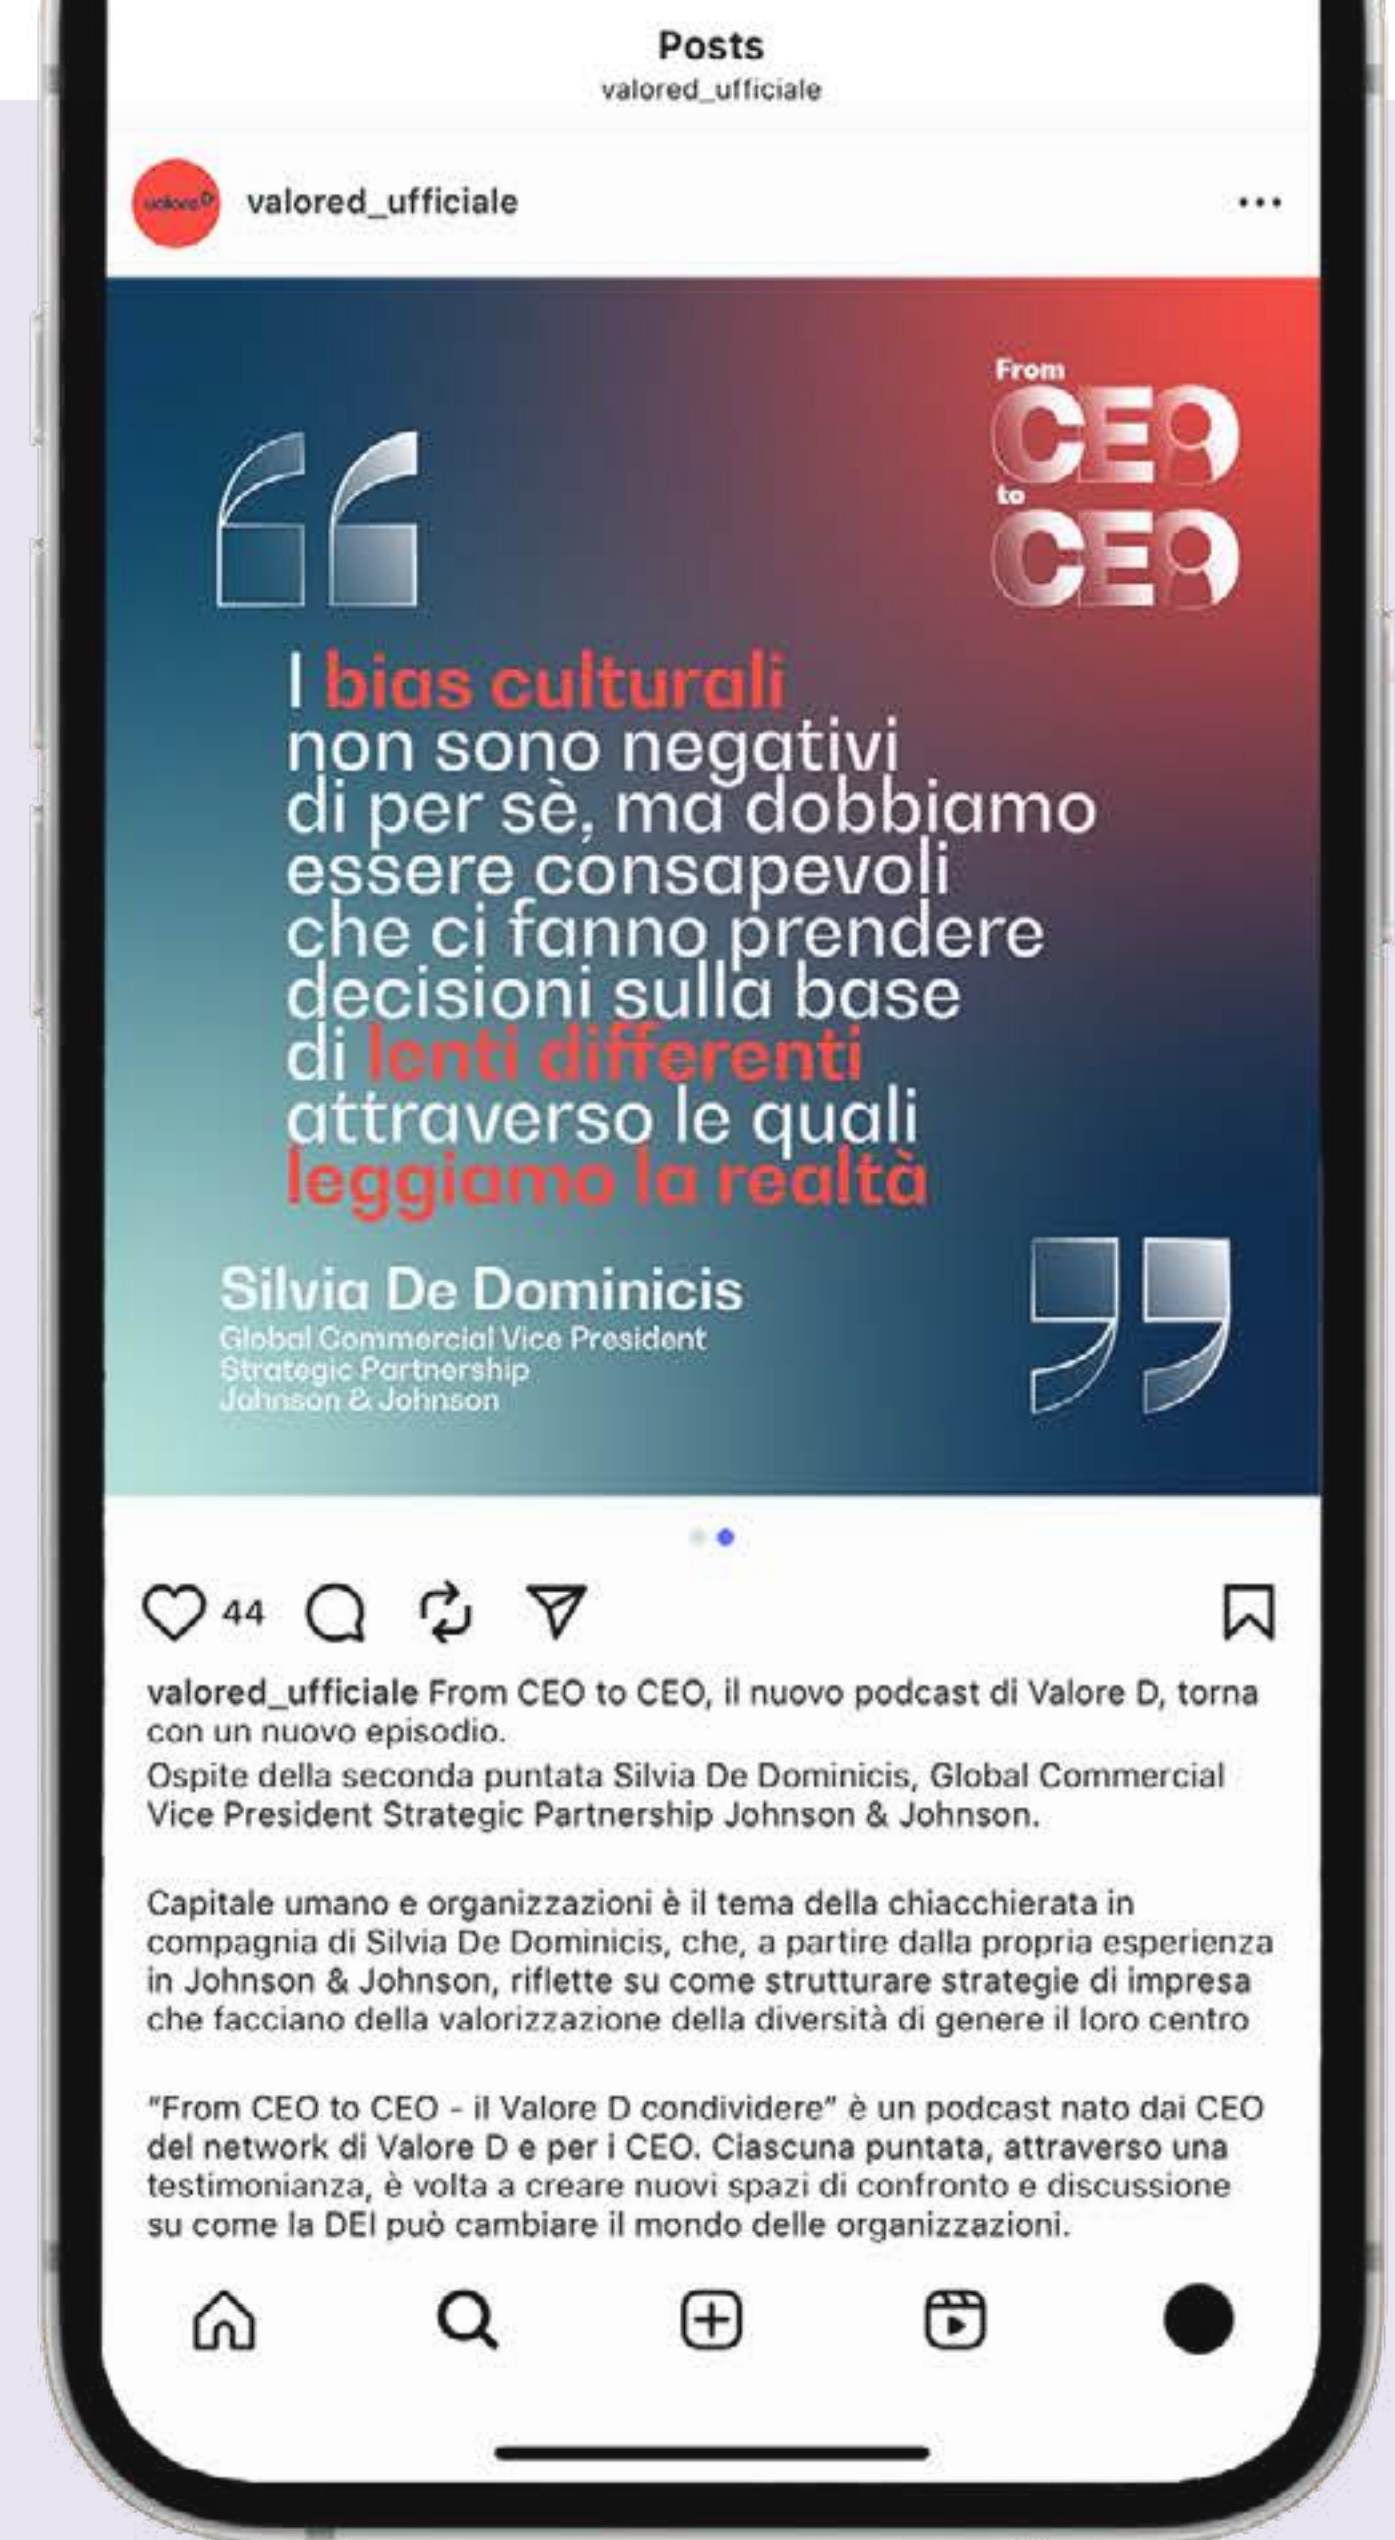 Posts
valored_ufficiale
valore D
valored_ufficiale
From
CEO
to
CEO
I bias culturali
non sono negativi
di per sè, ma dobbiamo
essere consapevoli
che ci fanno prendere
decisioni sulla base
di lenti differenti
attraverso le quali
leggiamo la realtà
Silvia De Dominicis
Global Commercial Vice President
Strategic Partnership
Johnson & Johnson
44
valored_ufficiale From CEO to CEO, il nuovo podcast di Valore D, torna
con un nuovo episodio.
Ospite della seconda puntata Silvia De Dominicis, Global Commercial
Vice President Strategic Partnership Johnson & Johnson.
Capitale umano e organizzazioni è il tema della chiacchierata in
compagnia di Silvia De Dominicis, che, a partire dalla propria esperienza
in Johnson & Johnson, riflette su come strutturare strategie di impresa
che facciano della valorizzazione della diversità di genere il loro centro
"From CEO to CEO - il Valore D condividere" è un podcast nato dai CEO
del network di Valore D e per i CEO. Ciascuna puntata, attraverso una
testimonianza, è volta a creare nuovi spazi di confronto e discussione
su come la DEI può cambiare il mondo delle organizzazioni.